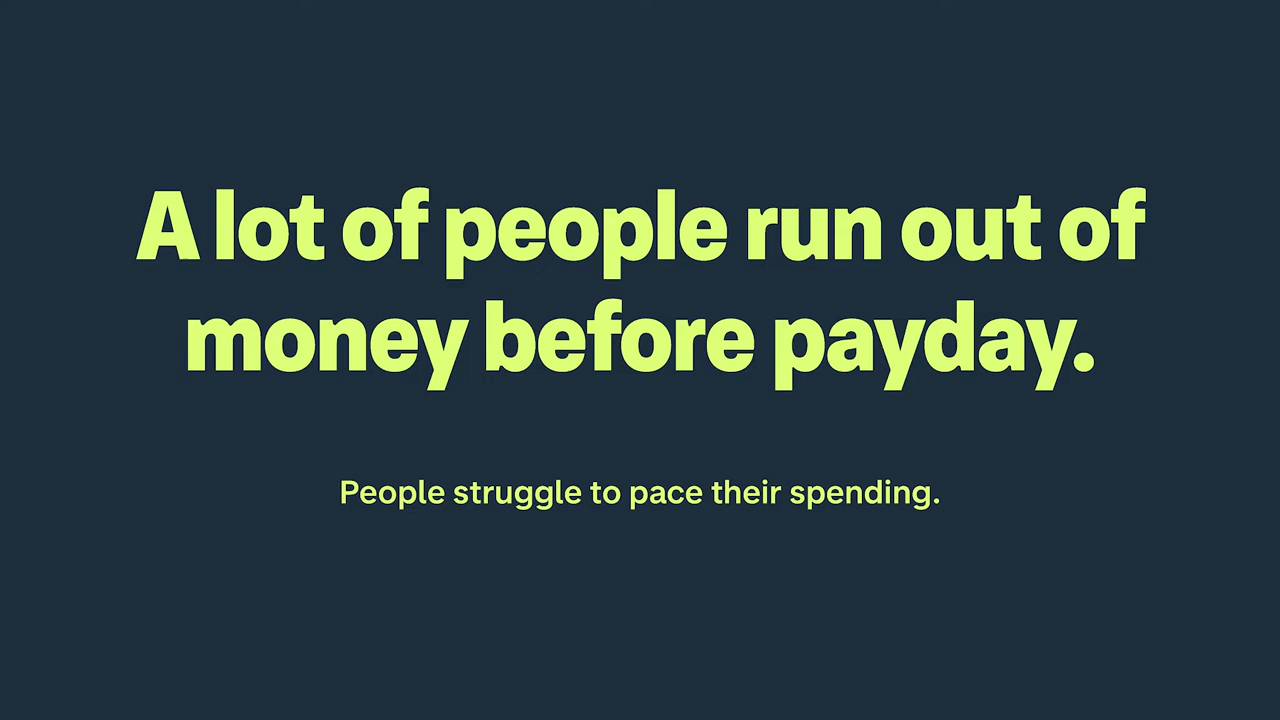 A lot of people run out of
money before payday.
People struggle to pace their spending.